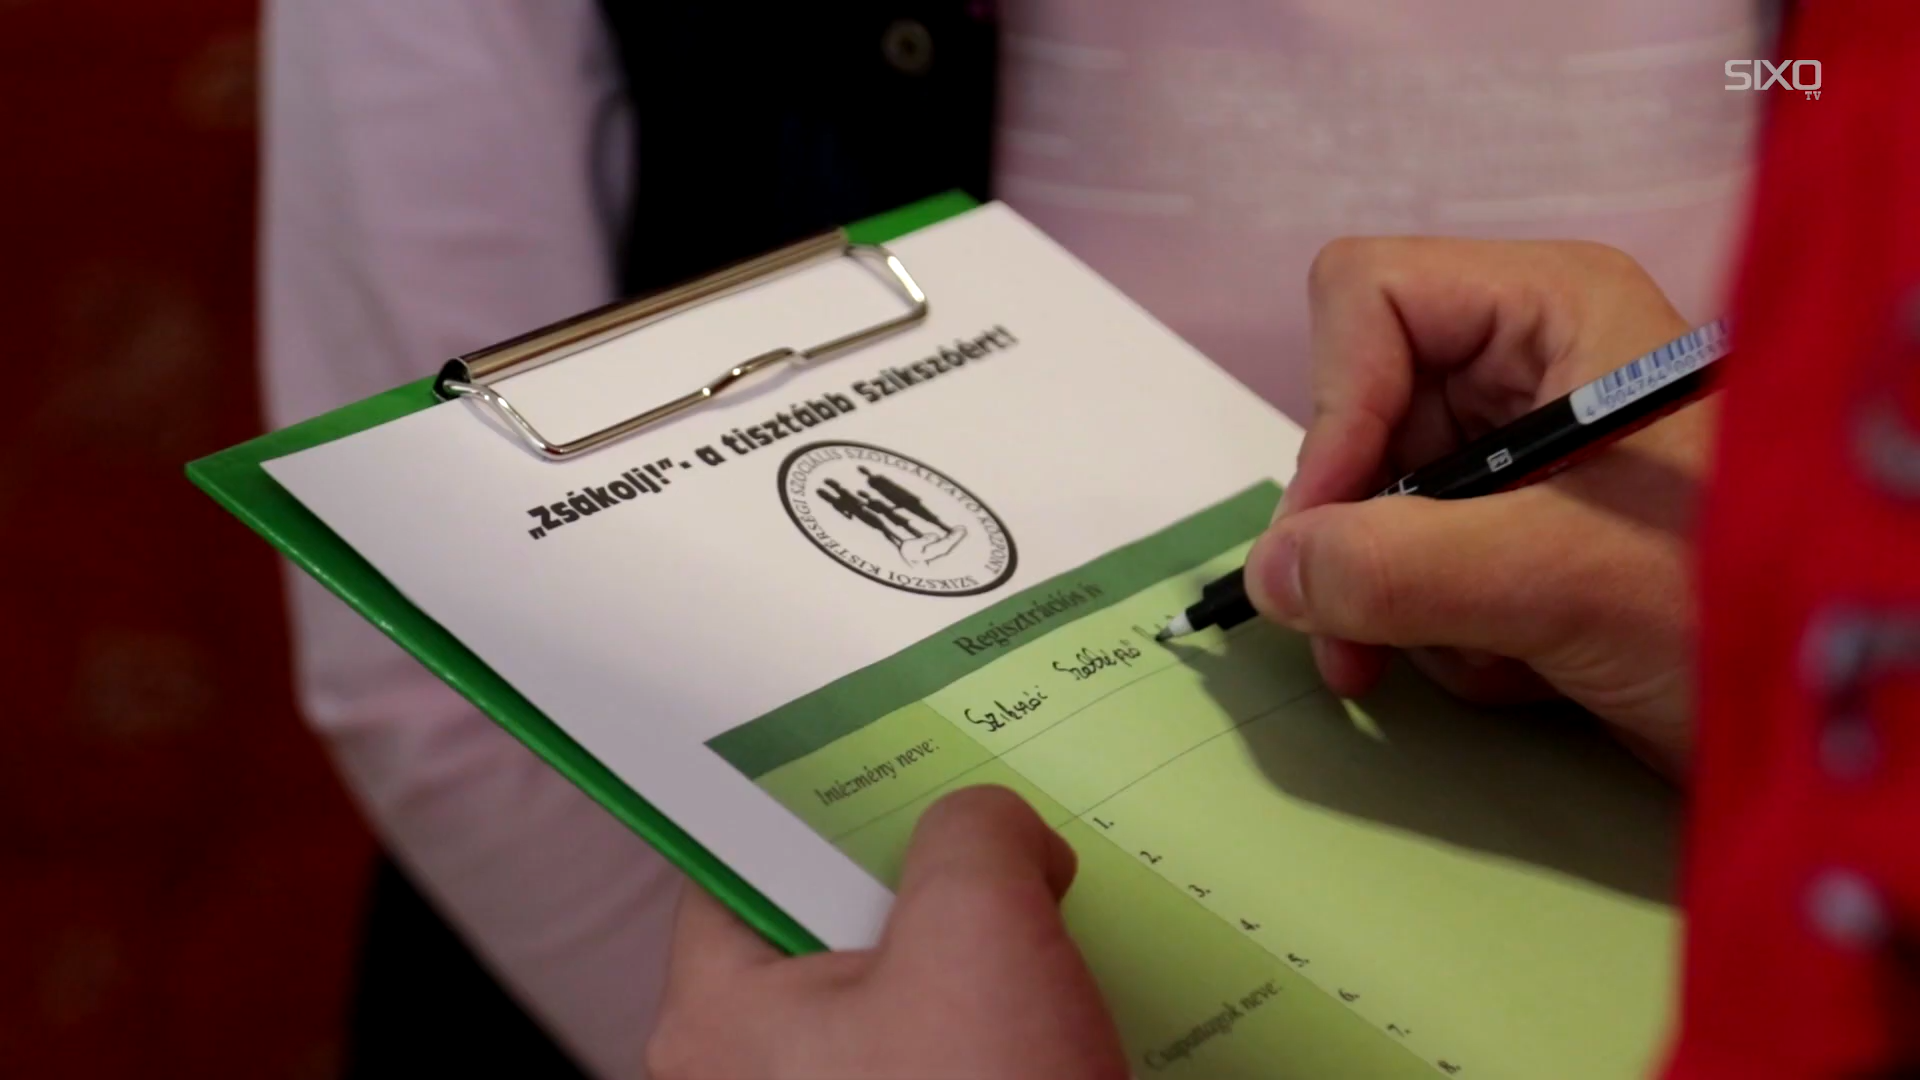 SIXO
TV
„Zsákolj!”- a tisztább Szikszóért!
SZIKSZÓI KISTÉRSÉGI SZOCIÁLIS SZOLGÁLTATÓ KÖZPONT
Regisztrációs ív
Intézmény neve:
Szikszói
1.
2.
3.
4.
5.
6.
7.
8.
Csapattagok neve: